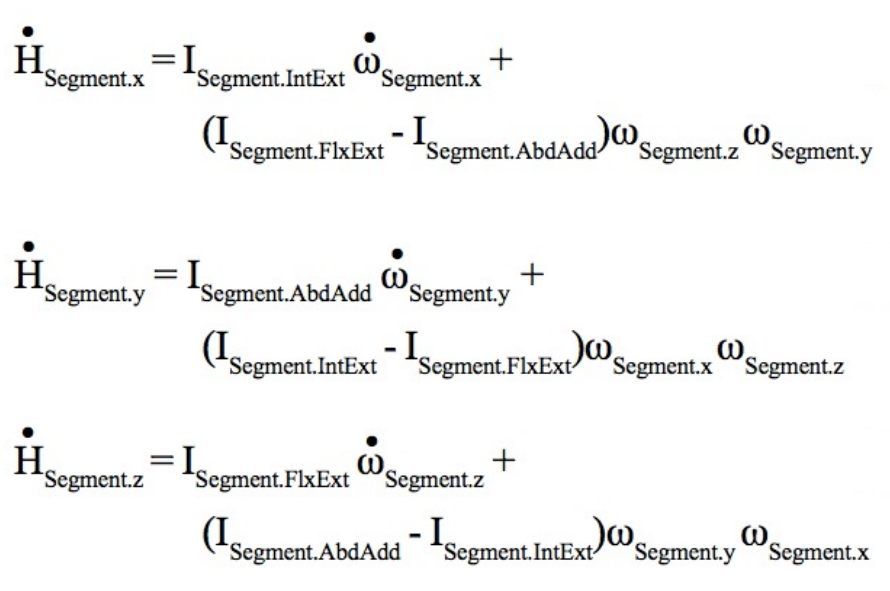 Ḣ_Segment.x = I_Segment.IntExt ω̇_Segment.x +
(I_Segment.FlxExt - I_Segment.AbdAdd)ω_Segment.z ω_Segment.y
Ḣ_Segment.y = I_Segment.AbdAdd ω̇_Segment.y +
(I_Segment.IntExt - I_Segment.FlxExt)ω_Segment.x ω_Segment.z
Ḣ_Segment.z = I_Segment.FlxExt ω̇_Segment.z +
(I_Segment.AbdAdd - I_Segment.IntExt)ω_Segment.y ω_Segment.x